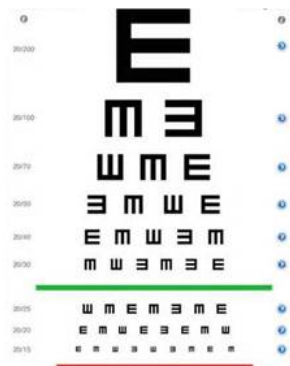 20/200 E
20/100 M Ǝ
20/70 W M E
20/50 Ǝ M W E
20/40 E M W Ǝ M
20/30 M W Ǝ M Ǝ E
20/25 W M E M Ǝ M E
20/20 E M W E Ǝ E M W
20/15